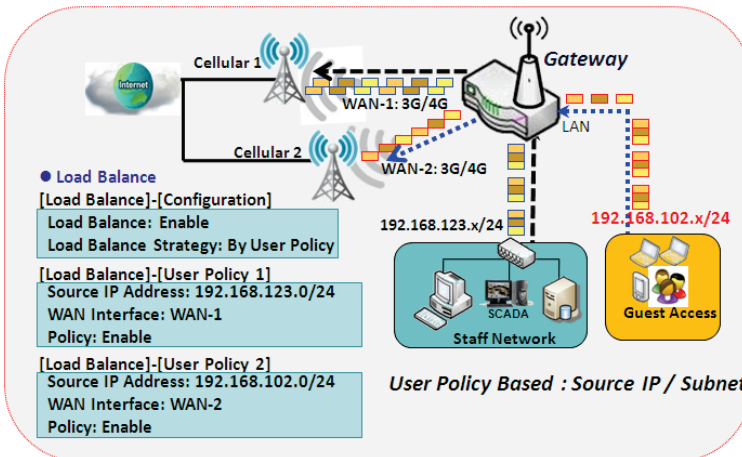 Gateway
Cellular 1
Internet
WAN-1: 3G/4G
LAN
Cellular 2
WAN-2: 3G/4G
● Load Balance
[Load Balance]-[Configuration]
Load Balance: Enable
Load Balance Strategy: By User Policy
192.168.123.x/24
192.168.102.x/24
[Load Balance]-[User Policy 1]
Source IP Address: 192.168.123.0/24
WAN Interface: WAN-1
Policy: Enable
SCADA
Guest Access
Staff Network
[Load Balance]-[User Policy 2]
Source IP Address: 192.168.102.0/24
WAN Interface: WAN-2
Policy: Enable
User Policy Based : Source IP / Subnet